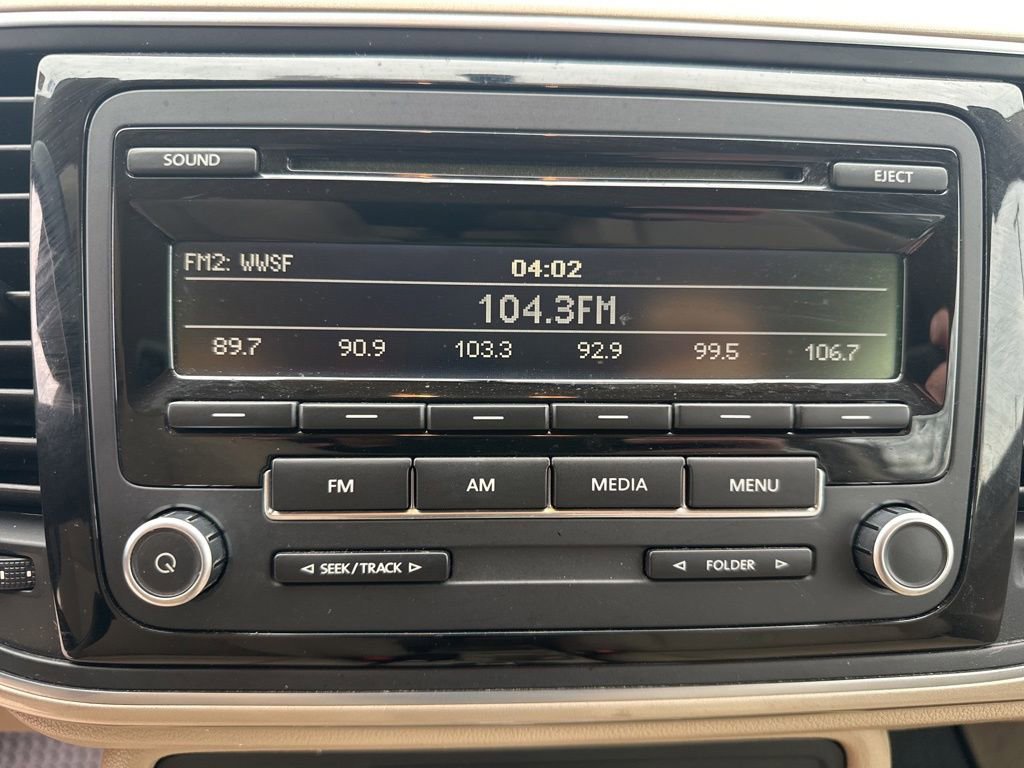 SOUND
EJECT
FM2: WWSF
04:02
104.3FM
89.7 90.9 103.3 92.9 99.5 106.7
FM AM MEDIA MENU
SEEK/TRACK
FOLDER